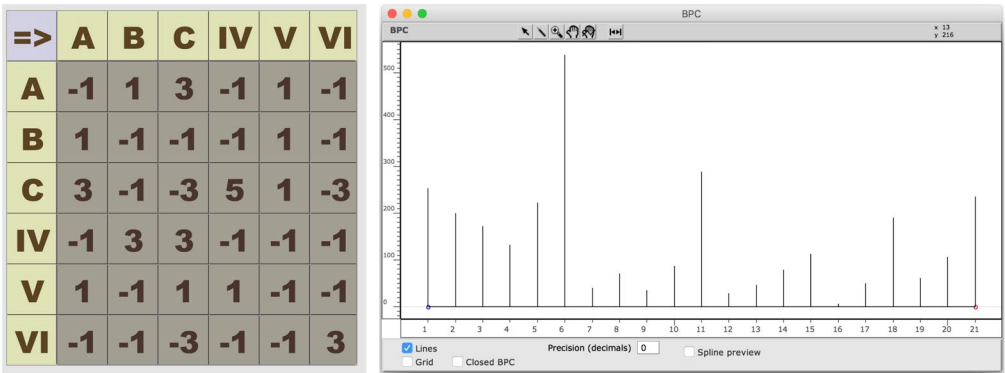 => A B C IV V VI
A -1 1 3 -1 1 -1
B 1 -1 -1 -1 -1 -1
C 3 -1 -3 5 1 -3
IV -1 3 3 -1 -1 -1
V 1 -1 1 1 -1 -1
VI -1 -1 -3 -1 -1 3
BPC
BPC
x 13
y 216
500
400
300
200
100
0
1 2 3 4 5 6 7 8 9 10 11 12 13 14 15 16 17 18 19 20 21
Lines Precision (decimals) 0 Spline preview
Grid Closed BPC